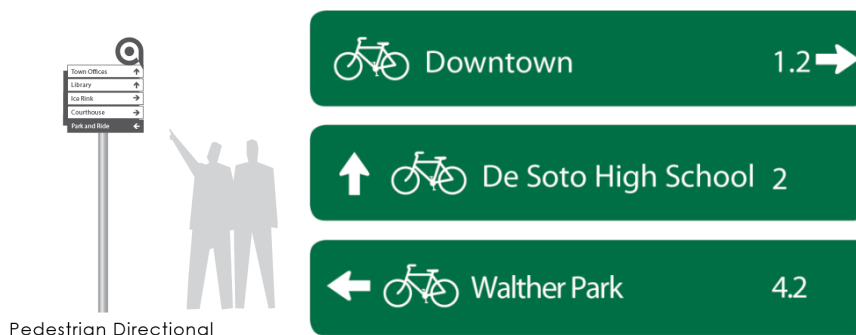 Town Offices
Library
Ice Rink
Courthouse
Park and Ride
Pedestrian Directional
Downtown 1.2
De Soto High School 2
Walther Park 4.2